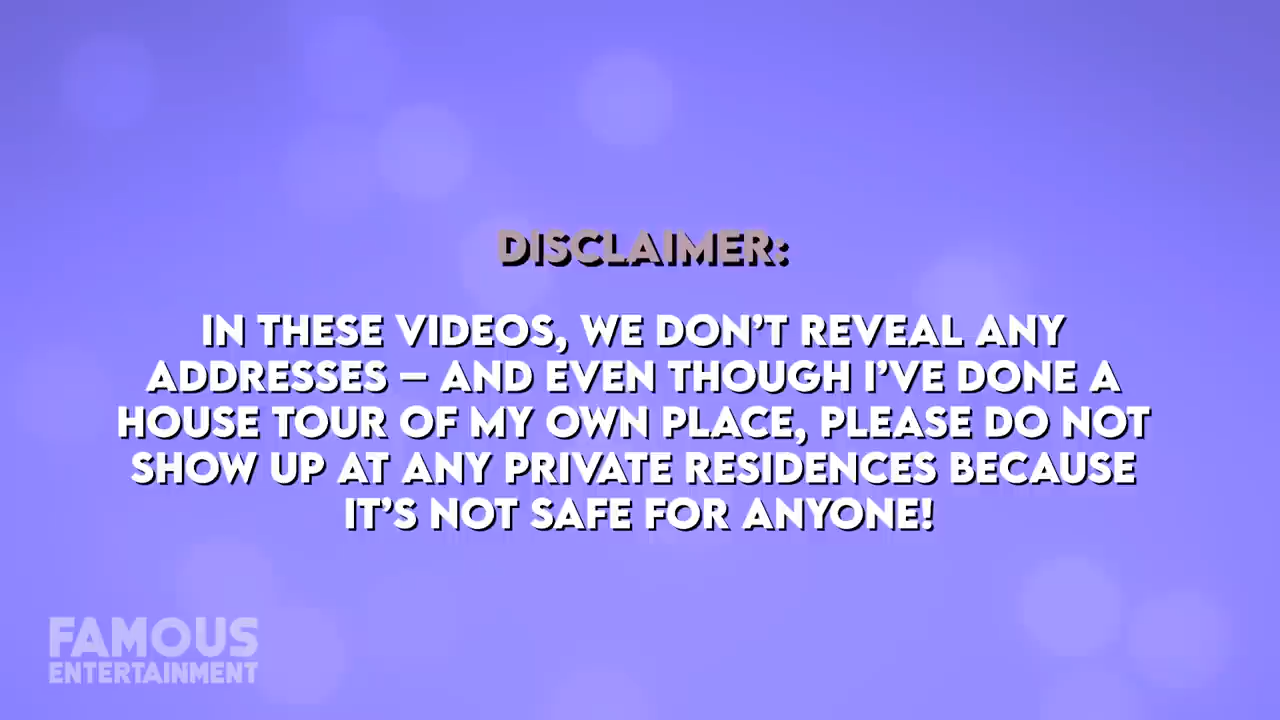 DISCLAIMER:
IN THESE VIDEOS, WE DON'T REVEAL ANY
ADDRESSES – AND EVEN THOUGH I'VE DONE A
HOUSE TOUR OF MY OWN PLACE, PLEASE DO NOT
SHOW UP AT ANY PRIVATE RESIDENCES BECAUSE
IT'S NOT SAFE FOR ANYONE!
FAMOUS
ENTERTAINMENT